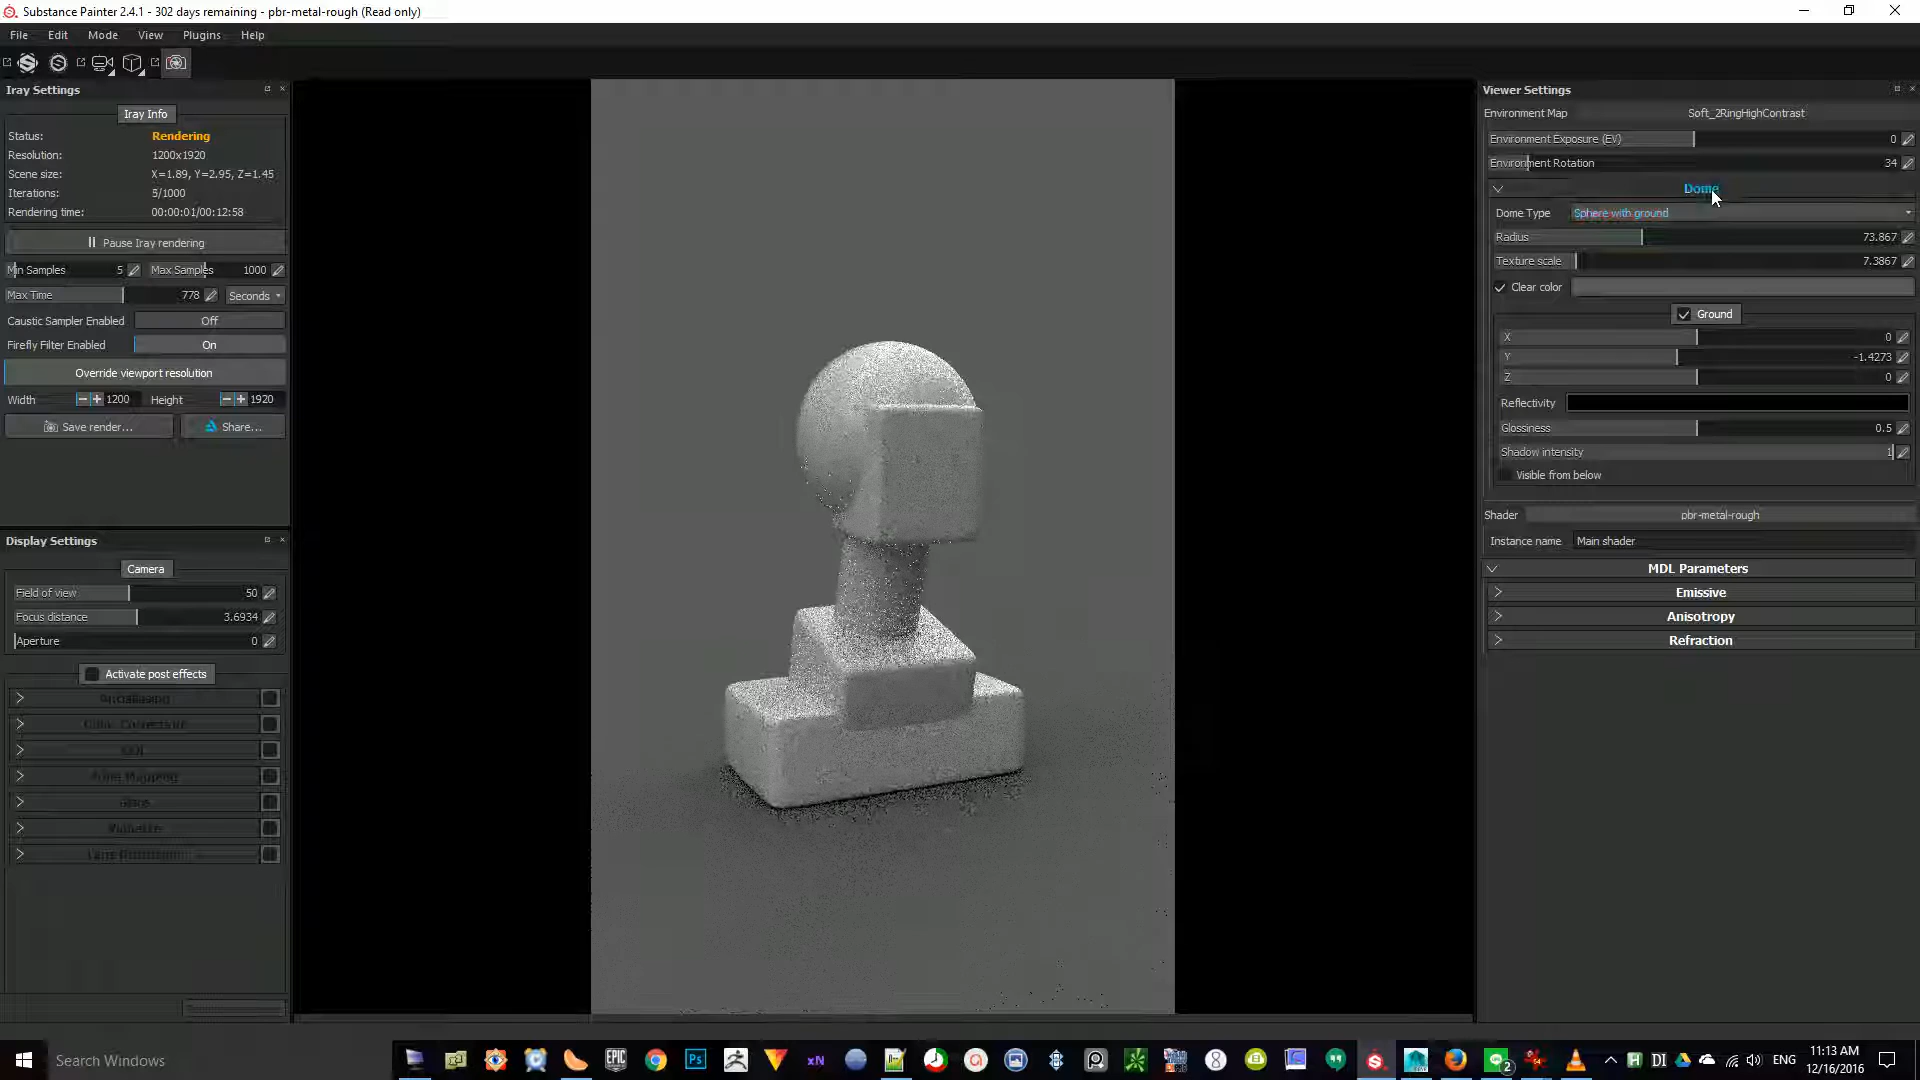 Substance Painter 2.4.1 - 302 days remaining - pbr-metal-rough (Read only)
File Edit Mode View Plugins Help
Iray Settings
Iray Info
Status: Rendering
Resolution: 1200x1920
Scene size: X=1.89, Y=2.95, Z=1.45
Iterations: 5/1000
Rendering time: 00:00:01/00:12:58
Pause Iray rendering
Min Samples 5 Max Samples 1000
Max Time 778 Seconds
Caustic Sampler Enabled Off
Firefly Filter Enabled On
Override viewport resolution
Width 1200 Height 1920
Save render... Share...
Display Settings
Camera
Field of view 50
Focus distance 3.6934
Aperture 0
Activate post effects
Viewer Settings
Environment Map Soft_2RingHighContrast
Environment Exposure (EV) 0
Environment Rotation 34
Dome
Dome Type Sphere with ground
Radius 73.867
Texture scale 7.3867
Clear color
Ground
X 0
Y -1.4273
Z 0
Reflectivity
Glossiness 0.5
Shadow intensity 1
Visible from below
Shader pbr-metal-rough
Instance name Main shader
MDL Parameters
Emissive
Anisotropy
Refraction
Search Windows
EPIC
Ps
xN
8
2
DI
ENG
11:13 AM
12/16/2016